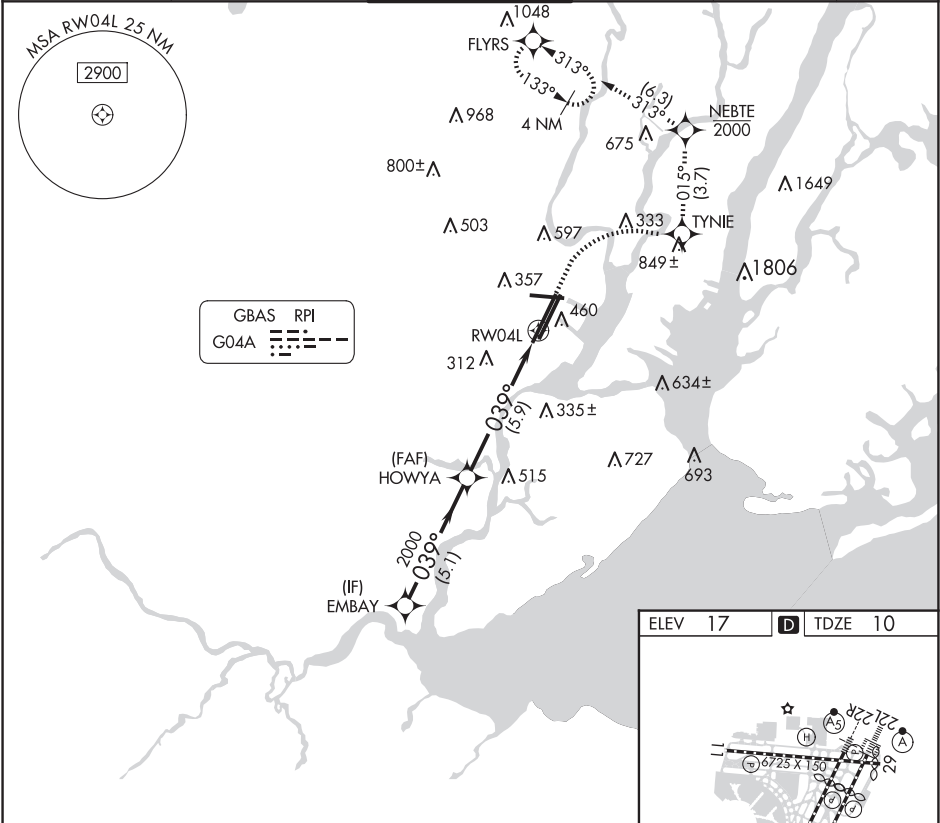 MSA RW04L 25 NM
2900
1048
FLYRS
313°
133°
4 NM
(6.3)
313°
NEBTE
2000
968
675
800±
015°
(3.7)
1649
503
597
333
TYNIE
849±
1806
357
460
GBAS RPI
G04A
RW04L
312
634±
039°
(5.9)
335±
(FAF)
HOWYA
515
727
693
2000
039°
(5.1)
(IF)
EMBAY
ELEV 17 D TDZE 10
A5
22R
22L
A
H
P
11
P
6725 X 150
29
P
P